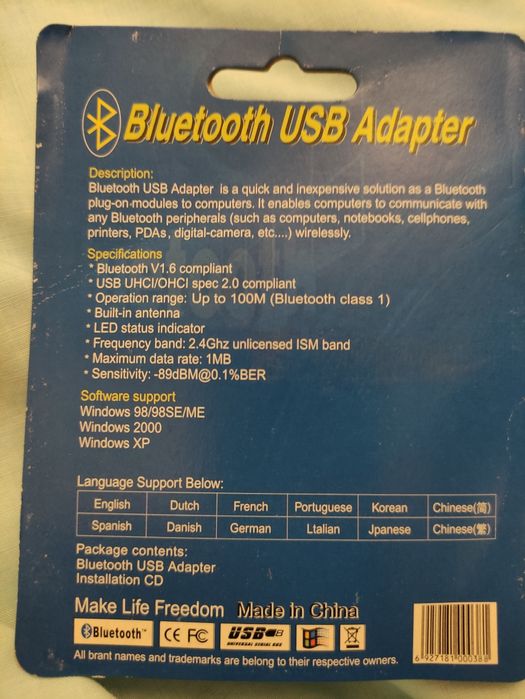 Bluetooth USB Adapter
Description:
Bluetooth USB Adapter is a quick and inexpensive solution as a Bluetooth
plug-on-modules to computers. It enables computers to communicate with
any Bluetooth peripherals (such as computers, notebooks, cellphones,
printers, PDAs, digital-camera, etc....) wirelessly.
Specifications
* Bluetooth V1.6 compliant
* USB UHCI/OHCI spec 2.0 compliant
* Operation range: Up to 100M (Bluetooth class 1)
* Built-in antenna
* LED status indicator
* Frequency band: 2.4Ghz unlicensed ISM band
* Maximum data rate: 1MB
* Sensitivity: -89dBM@0.1%BER
Software support
Windows 98/98SE/ME
Windows 2000
Windows XP
Language Support Below:
English Dutch French Portuguese Korean Chinese(简)
Spanish Danish German Ltalian Jpanese Chinese(繁)
Package contents:
Bluetooth USB Adapter
Installation CD
Make Life Freedom Made in China
Bluetooth™ CE FC USB UNIVERSAL SERIAL BUS
All brant names and trademarks are belong to their respective owners.
6 927181 000388